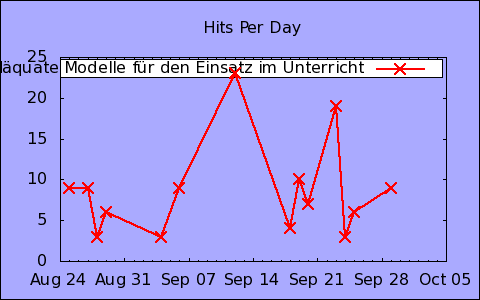 Hits Per Day
Modelle für den Einsatz im Unterricht
25
20
15
10
5
0
Aug 24 Aug 31 Sep 07 Sep 14 Sep 21 Sep 28 Oct 05